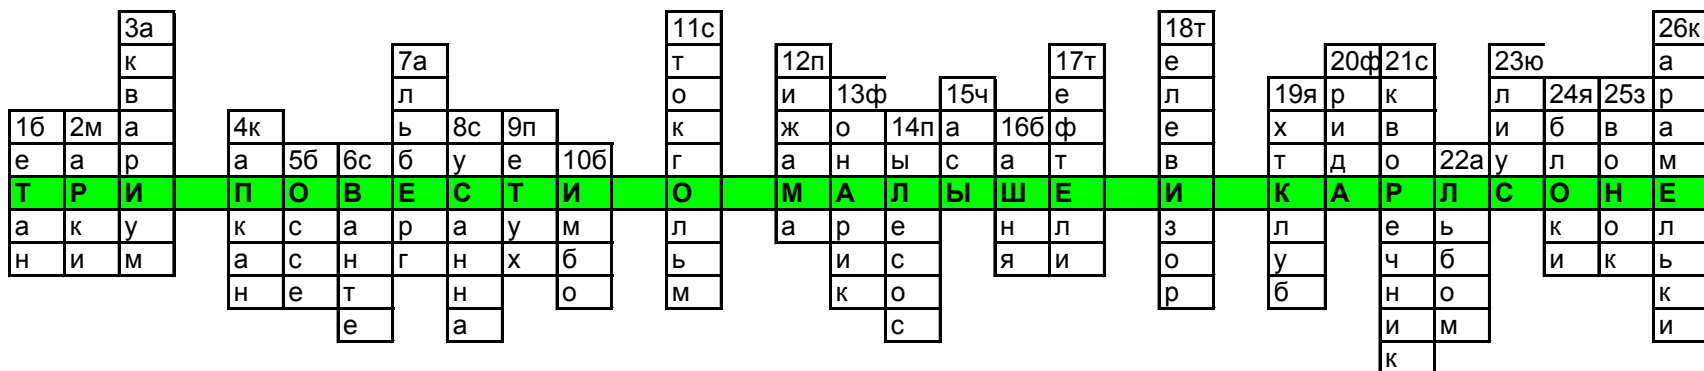 3а 11с 18т 26к
к 7а т 12п 17т е 20ф 21с 23ю а
в л о и 13ф 15ч е л 19я р к л 24я 25з р
1б 2м а 4к ь 8с 9п к ж о 14п а 16б ф е х и в и б в а
е а р а 5б 6с б у е 10б г а н ы с а т в т д о 22а у л о м
Т Р И П О В Е С Т И О М А Л Ы Ш Е И К А Р Л С О Н Е
а к у к с а р а у м л а р е н л з л е ь к о л
н и м а с н г н х б ь и с я и о у ч б и к ь
н е т н о м к о р б н о к
е а с и м и
к